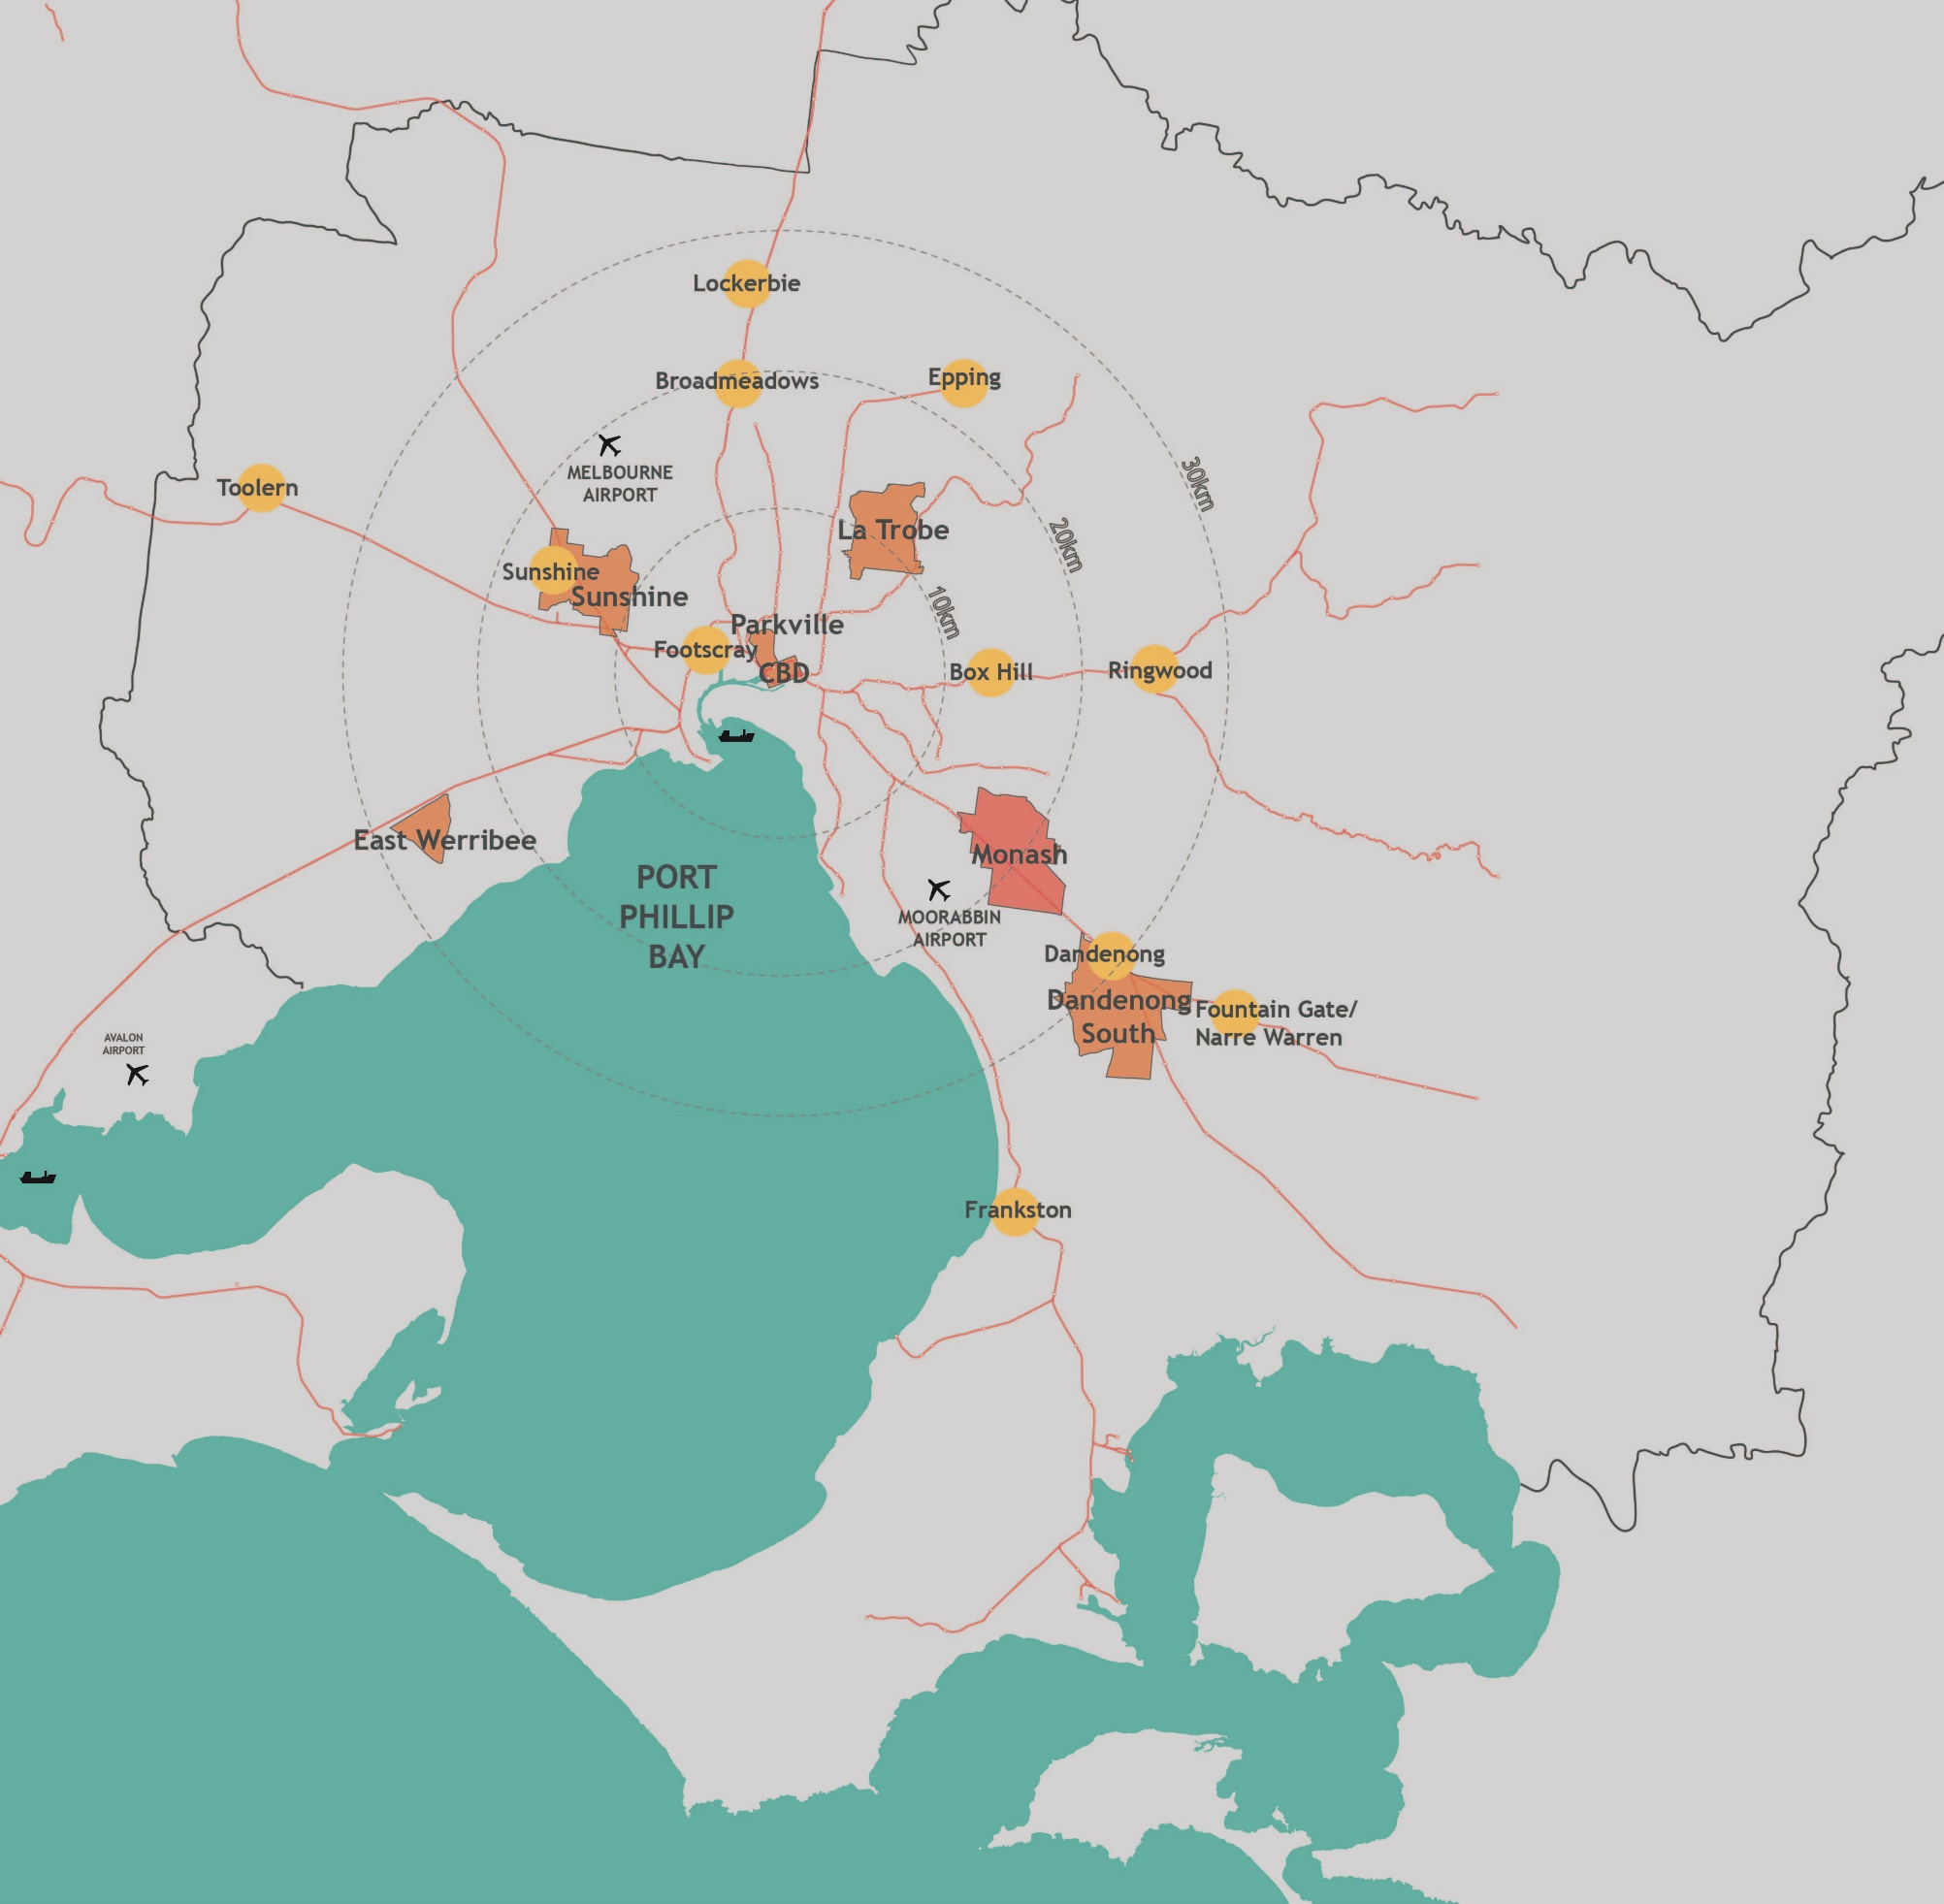 Lockerbie
Broadmeadows
Epping
MELBOURNE
AIRPORT
30km
Toolern
La Trobe
20km
Sunshine
Sunshine
10km
Parkville
Footscray
CBD
Box Hill
Ringwood
East Werribee
Monash
PORT
PHILLIP
BAY
MOORABBIN
AIRPORT
Dandenong
Dandenong
South
Fountain Gate/
Narre Warren
AVALON
AIRPORT
Frankston